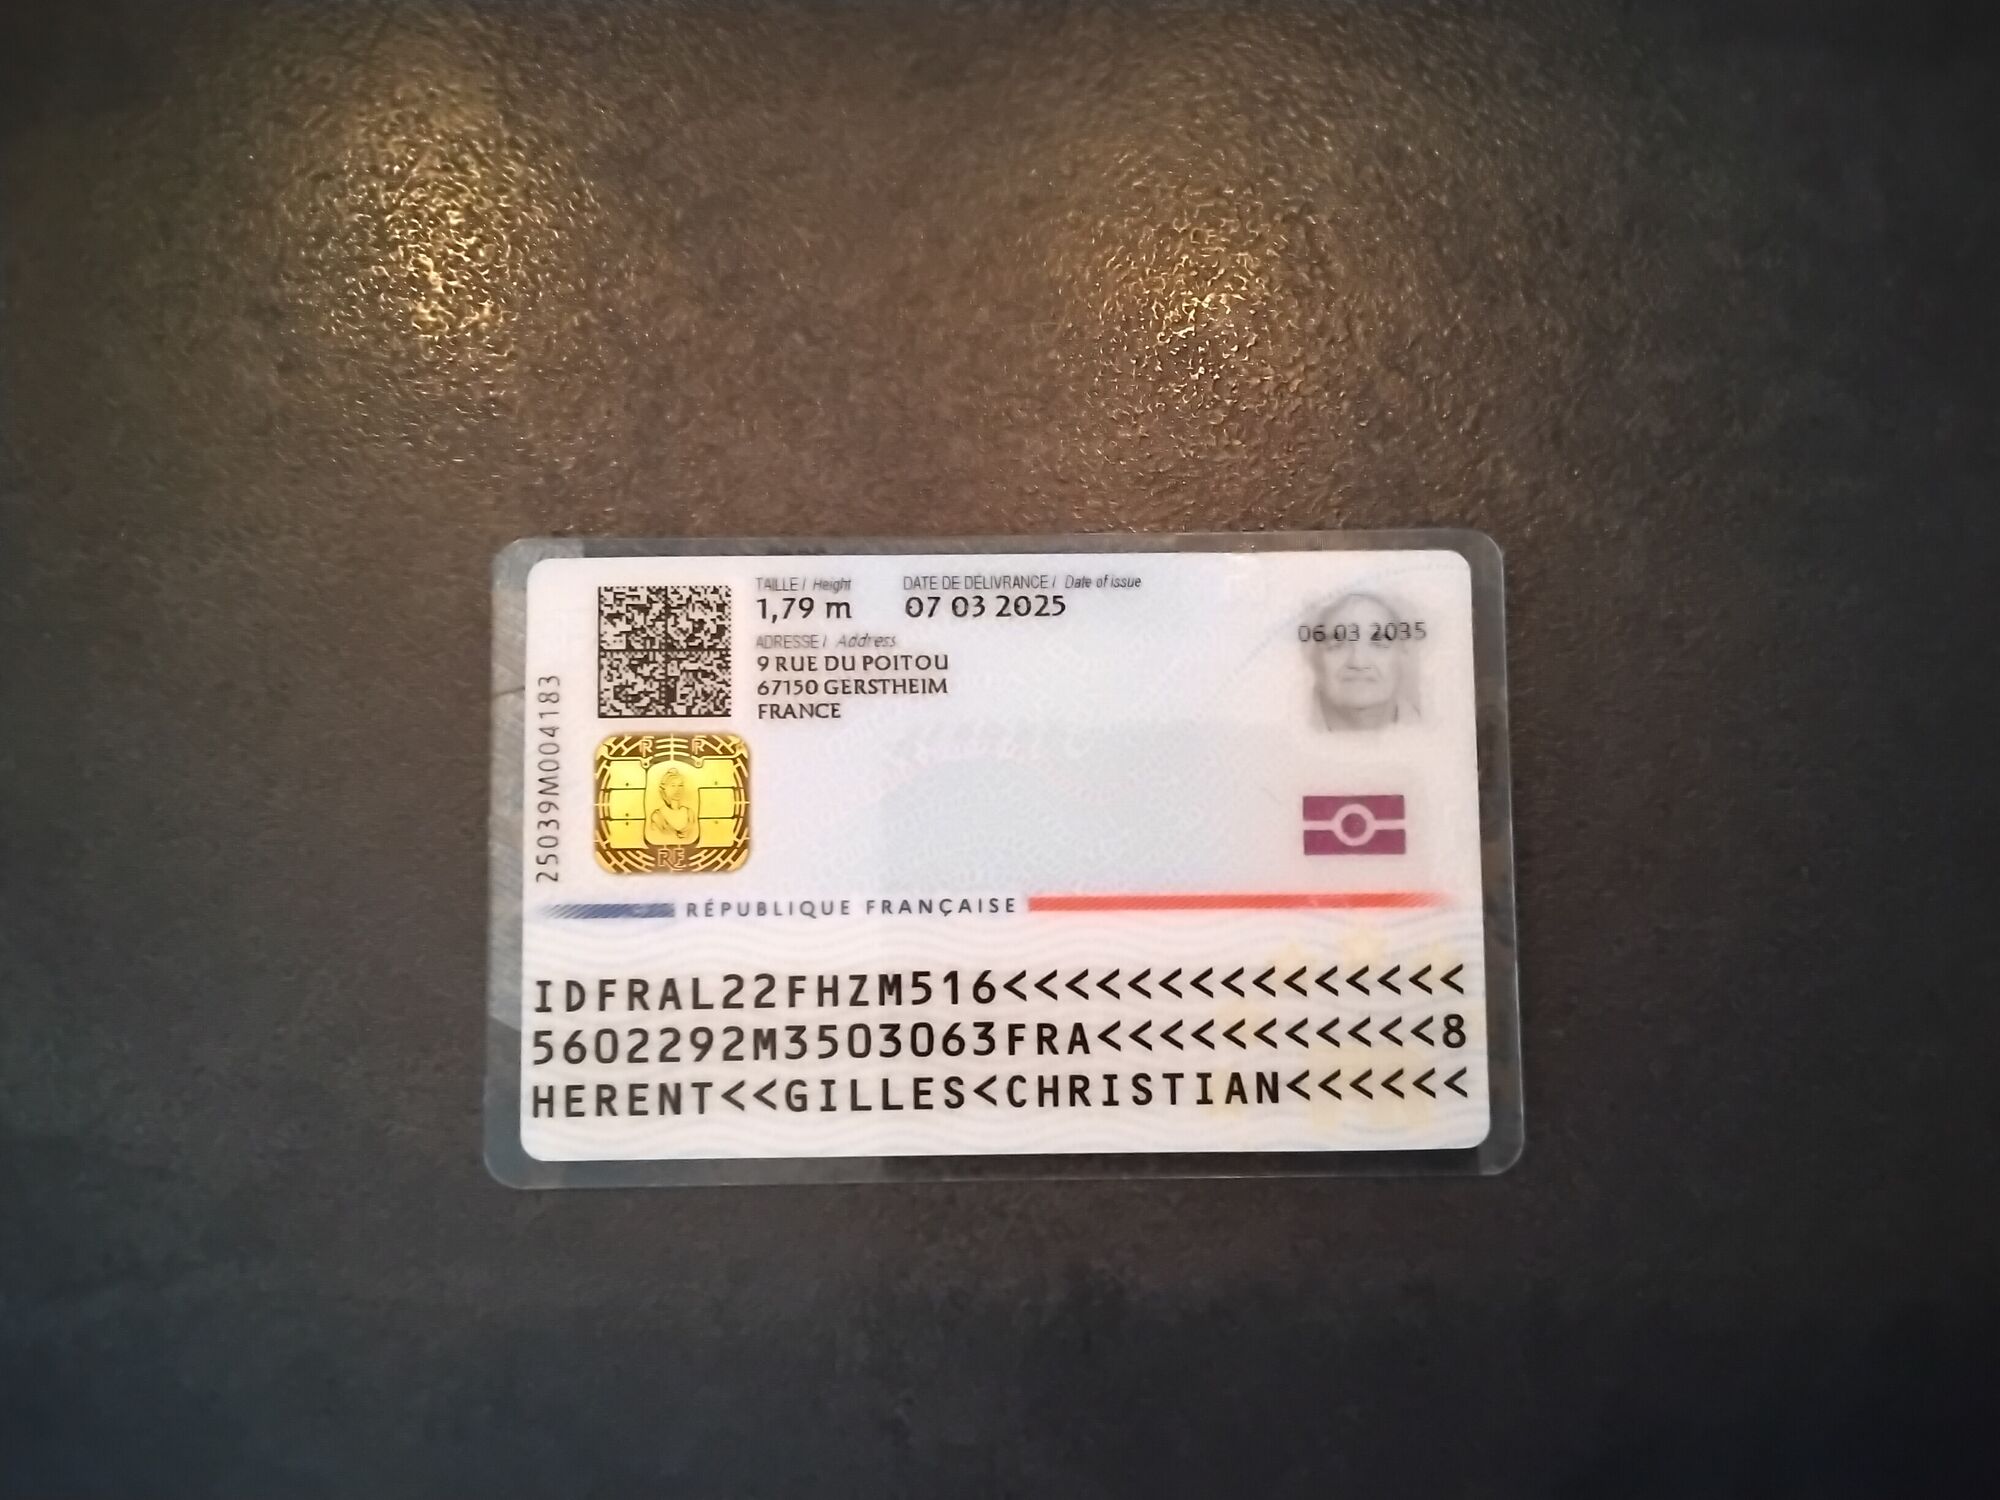 TAILLE / Height
1,79 m
DATE DE DÉLIVRANCE / Date of issue
07 03 2025
ADRESSE / Address
9 RUE DU POITOU
67150 GERSTHEIM
FRANCE
06 03 2035
25039M004183
RF
RÉPUBLIQUE FRANÇAISE
IDFRAL22FHZM516<<<<<<<<<<<<<<<
5602292M3503063FRA<<<<<<<<<<<8
HERENT<<GILLES<CHRISTIAN<<<<<<